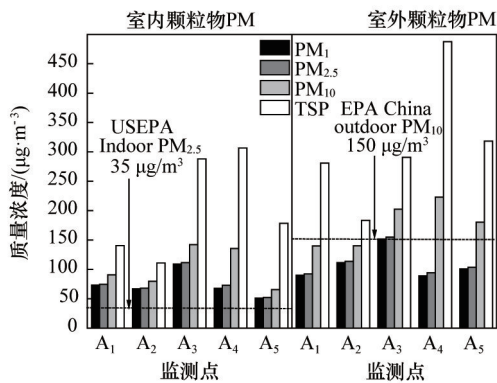 室内颗粒物PM
室外颗粒物PM
质量浓度/(μg·m⁻³)
450
400
350
300
250
200
150
100
50
0
PM₁
PM₂.₅
PM₁₀
TSP
USEPA
Indoor PM₂.₅
35 μg/m³
EPA China
outdoor PM₁₀
150 μg/m³
A₁ A₂ A₃ A₄ A₅ A₁ A₂ A₃ A₄ A₅
监测点
监测点